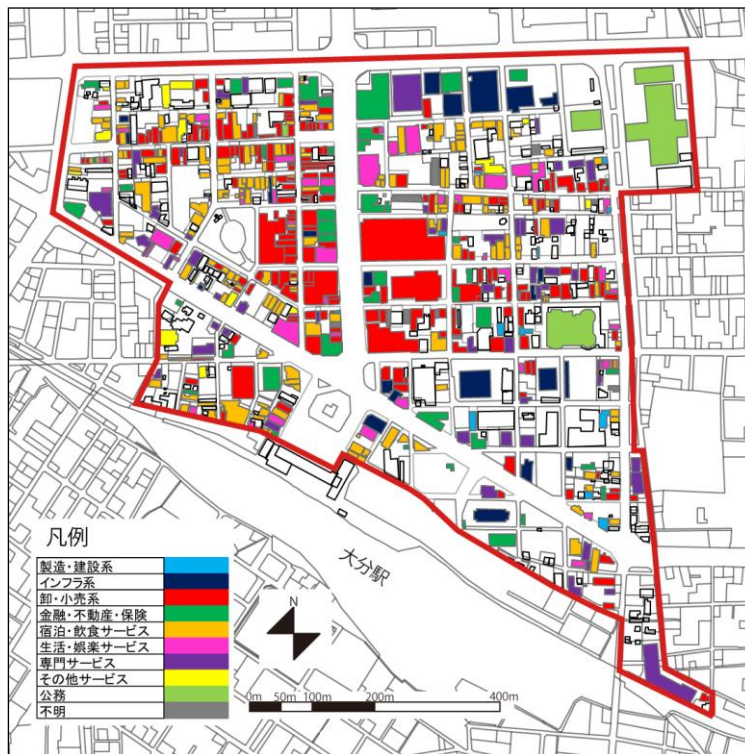 大分駅
凡例
製造・建設系
インフラ系
卸・小売系
金融・不動産・保険
宿泊・飲食サービス
生活・娯楽サービス
専門サービス
その他サービス
公務
不明
N
0m 50m 100m 200m 400m